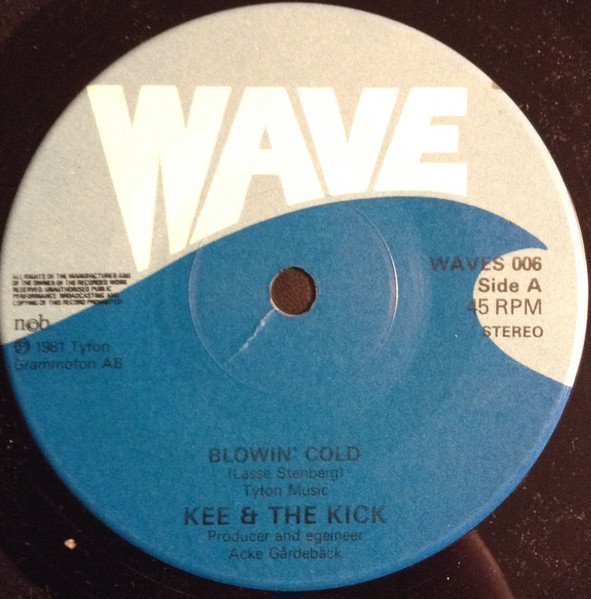 WAVE
WAVES 006
Side A
45 RPM
STEREO
ALL RIGHTS OF THE MANUFACTURER AND
OF THE OWNER OF THE RECORDED WORK
RESERVED. UNAUTHORISED PUBLIC
PERFORMANCE BROADCASTING AND
COPYING OF THIS RECORD PROHIBITED
ncb
℗ 1981 Tyfon
Grammofon AB
BLOWIN' COLD
(Lasse Stenberg)
Tyfon Music
KEE & THE KICK
Producer and egeineer
Acke Gårdebäck